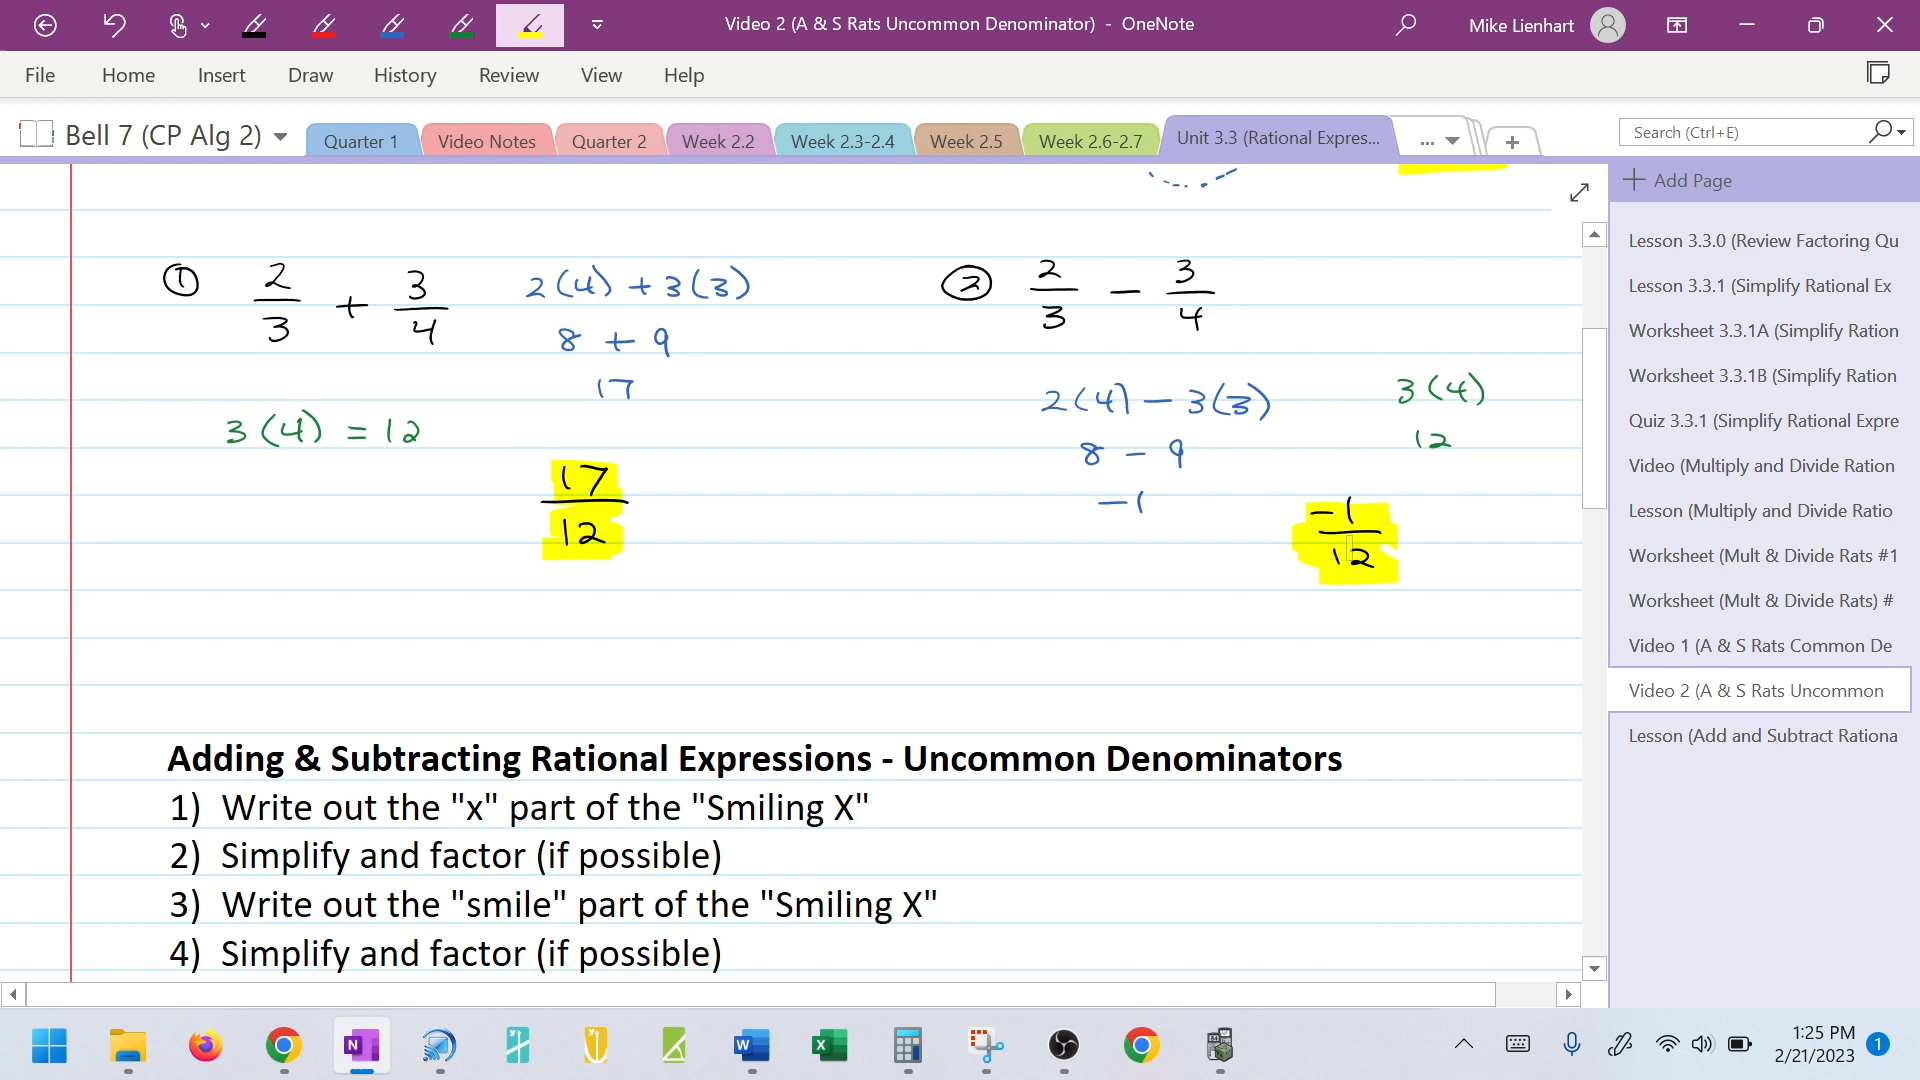 Video 2 (A & S Rats Uncommon Denominator) - OneNote
Mike Lienhart
File Home Insert Draw History Review View Help
Bell 7 (CP Alg 2)
Quarter 1 Video Notes Quarter 2 Week 2.2 Week 2.3-2.4 Week 2.5 Week 2.6-2.7 Unit 3.3 (Rational Expres... ... +
Search (Ctrl+E)
Add Page
Lesson 3.3.0 (Review Factoring Qu
Lesson 3.3.1 (Simplify Rational Ex
Worksheet 3.3.1A (Simplify Ration
Worksheet 3.3.1B (Simplify Ration
Quiz 3.3.1 (Simplify Rational Expre
Video (Multiply and Divide Ration
Lesson (Multiply and Divide Ratio
Worksheet (Mult & Divide Rats #1
Worksheet (Mult & Divide Rats) #
Video 1 (A & S Rats Common De
Video 2 (A & S Rats Uncommon
Lesson (Add and Subtract Rationa
① 2/3 + 3/4
2(4) + 3(3)
8 + 9
17
3(4) = 12
17/12
② 2/3 - 3/4
2(4) - 3(3)
8 - 9
-1
3(4)
12
-1/12
Adding & Subtracting Rational Expressions - Uncommon Denominators
1) Write out the "x" part of the "Smiling X"
2) Simplify and factor (if possible)
3) Write out the "smile" part of the "Smiling X"
4) Simplify and factor (if possible)
1:25 PM
2/21/2023
1